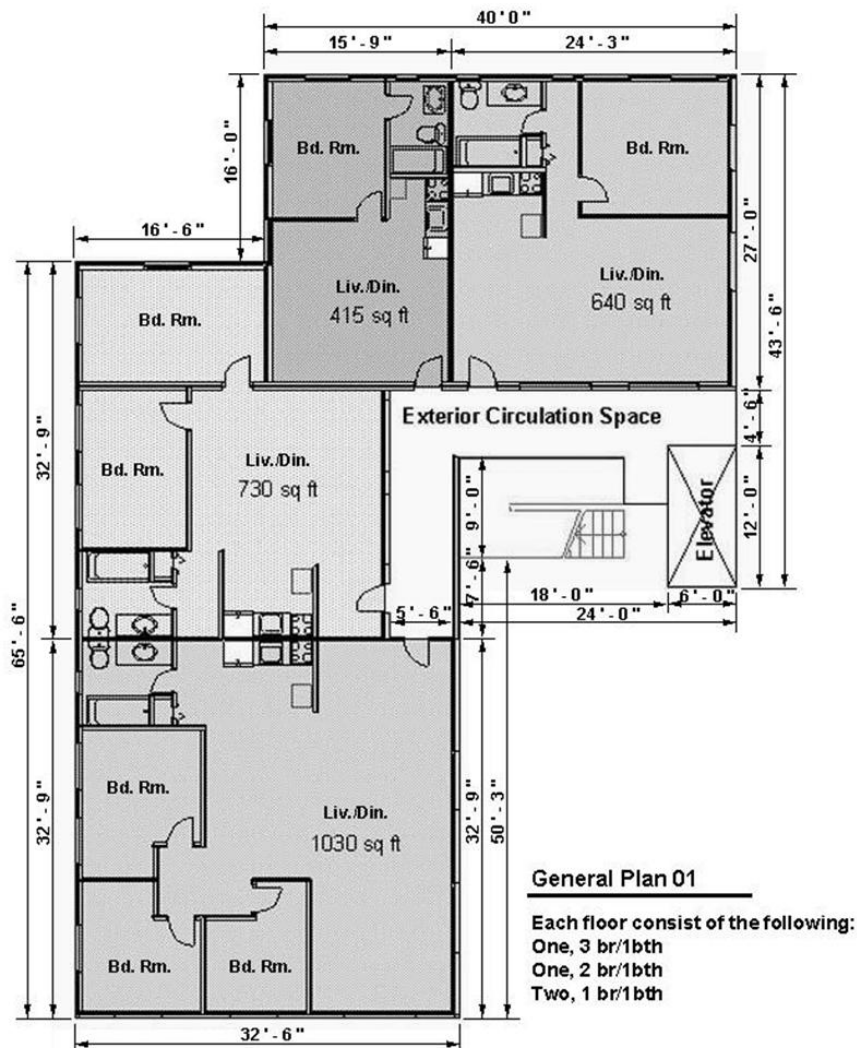 40' 0"
15' - 9"
24' - 3"
16' - 0"
Bd. Rm.
Bd. Rm.
16' - 6"
27' - 0"
43' - 6"
Liv./Din.
415 sq ft
Liv./Din.
640 sq ft
Bd. Rm.
Exterior Circulation Space
4' - 6"
32' - 9"
Bd. Rm.
Liv./Din.
730 sq ft
9' - 0"
Elevator
12' - 0"
7' - 6"
18' - 0"
6' - 0"
5' - 6"
24' - 0"
65' - 6"
32' - 9"
Bd. Rm.
Liv./Din.
1030 sq ft
32' - 9"
50' - 3"
Bd. Rm.
Bd. Rm.
32' - 6"
General Plan 01
Each floor consist of the following:
One, 3 br/1bth
One, 2 br/1bth
Two, 1 br/1bth